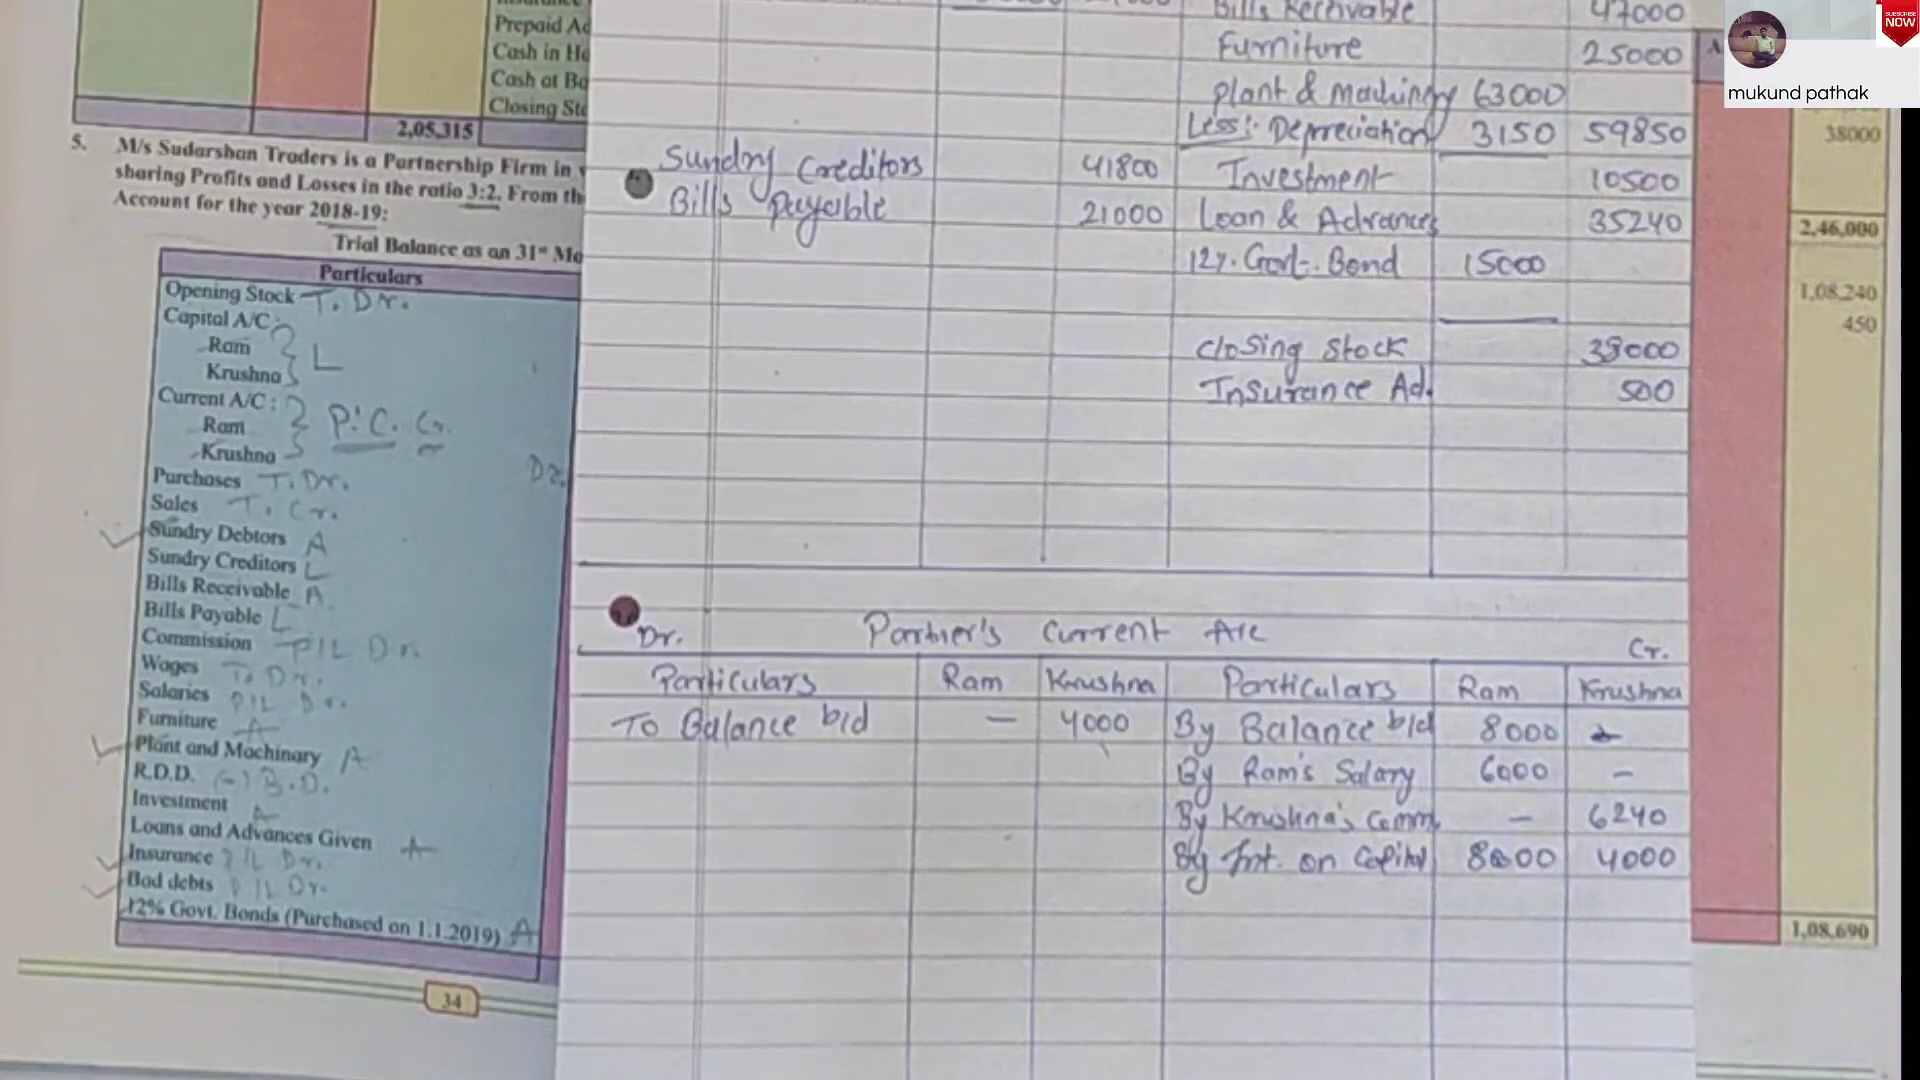 Prepaid Ad
Cash in Ha
Cash at Ba
Closing Sto
2,05,315
5. M/s Sudarshan Traders is a Partnership Firm in
sharing Profits and Losses in the ratio 3:2. From th
Account for the year 2018-19:
Trial Balance as on 31st Ma
Particulars
Opening Stock T. Dr.
Capital A/C:
Ram
Krushna
L
Current A/C:
Ram
Krushna
P.C. Cr.
Dr.
Purchases T. Dr.
Sales T. Cr.
Sundry Debtors A
Sundry Creditors L
Bills Receivable A
Bills Payable L
Commission P/L Dr.
Wages T. Dr.
Salaries P/L Dr.
Furniture A
Plant and Machinary A
R.D.D. (-) B.D.
Investment A
Loans and Advances Given A
Insurance P/L Dr.
Bad debts P/L Dr.
12% Govt. Bonds (Purchased on 1.1.2019) A
34
Bills Receivable 47000
Furniture 25000
Plant & Machinery 63000
Less:- Depreciation 3150 59850
Sundry Creditors 41800 Investment 10500
Bills Payable 21000 Loan & Advances 35240
12%. Govt. Bond 15000
Closing Stock 38000
Insurance Ad. 500
Dr. Partner's Current A/c Cr.
Particulars Ram Krushna Particulars Ram Krushna
To Balance b/d — 4000 By Balance b/d 8000 -
By Ram's Salary 6000 —
By Krushna's Comm. — 6240
By Int. on Capital 8000 4000
38000
2,46,000
1,08,240
450
1,08,690
SUBSCRIBE
NOW
mukund pathak